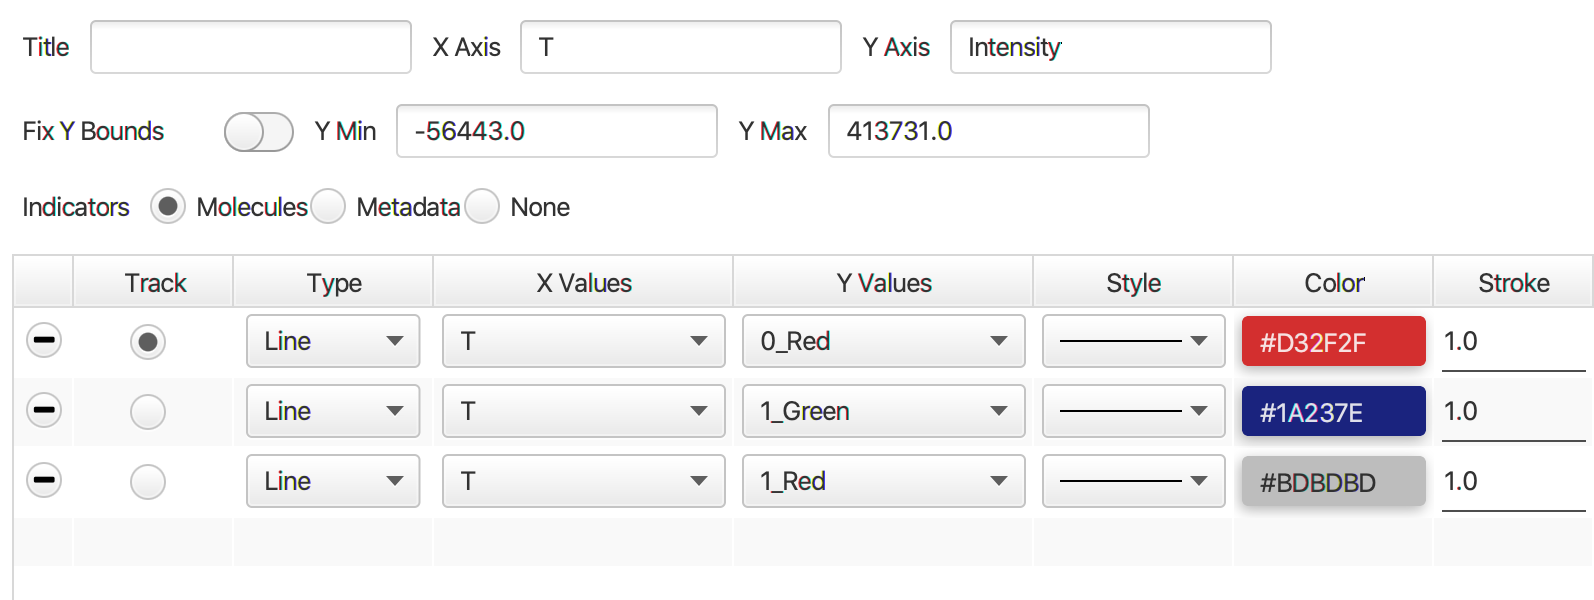 Title X Axis T Y Axis Intensity
Fix Y Bounds Y Min -56443.0 Y Max 413731.0
Indicators Molecules Metadata None
Track Type X Values Y Values Style Color Stroke
Line T 0_Red #D32F2F 1.0
Line T 1_Green #1A237E 1.0
Line T 1_Red #BDBDBD 1.0